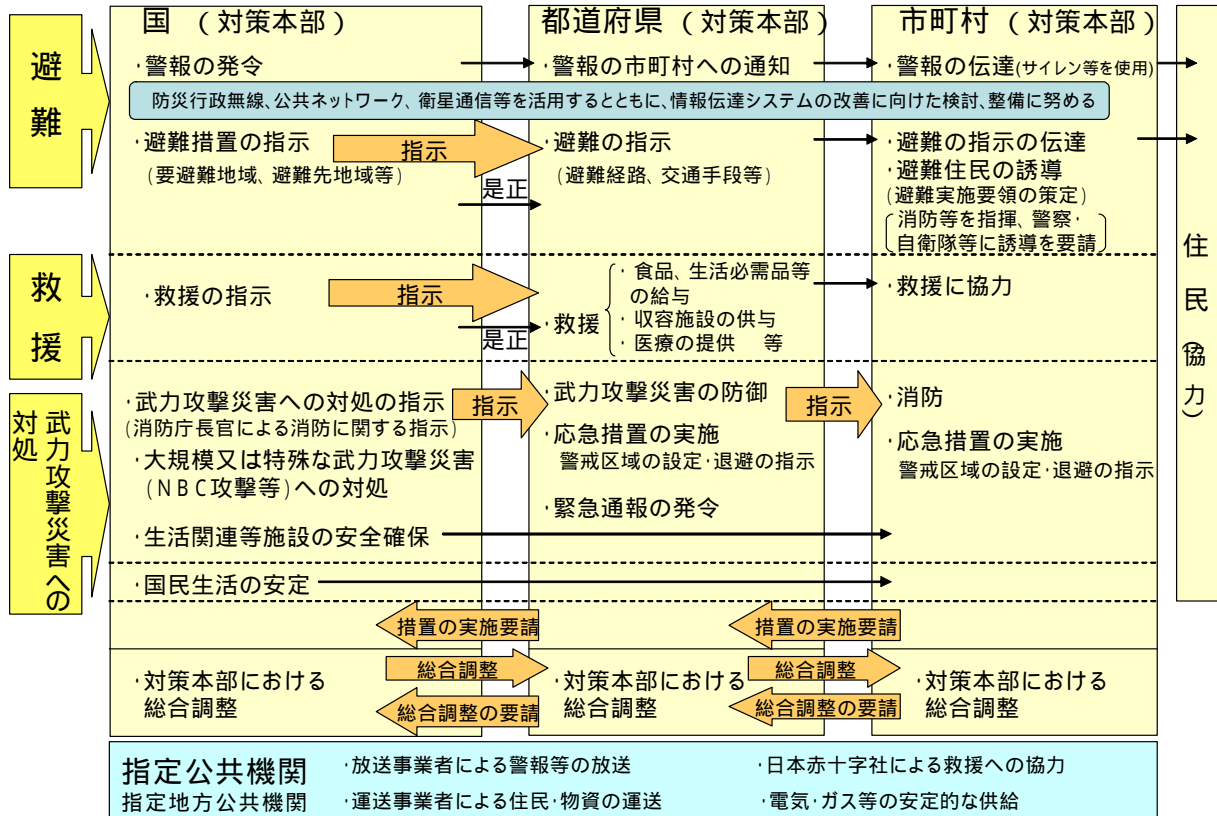 国 (対策本部)
都道府県 (対策本部)
市町村 (対策本部)
避難
・警報の発令
・警報の市町村への通知
・警報の伝達(サイレン等を使用)
防災行政無線、公共ネットワーク、衛星通信等を活用するとともに、情報伝達システムの改善に向けた検討、整備に努める
・避難措置の指示
(要避難地域、避難先地域等)
指示
是正
・避難の指示
(避難経路、交通手段等)
・避難の指示の伝達
・避難住民の誘導
(避難実施要領の策定)
消防等を指揮、警察・
自衛隊等に誘導を要請
住民(協力)
救援
・救援の指示
指示
是正
・救援
・食品、生活必需品等
の給与
・収容施設の供与
・医療の提供 等
・救援に協力
武力攻撃災害への
対処
・武力攻撃災害への対処の指示
(消防庁長官による消防に関する指示)
・大規模又は特殊な武力攻撃災害
(NBC攻撃等)への対処
指示
・武力攻撃災害の防御
・応急措置の実施
警戒区域の設定・退避の指示
・緊急通報の発令
指示
・消防
・応急措置の実施
警戒区域の設定・退避の指示
・生活関連等施設の安全確保
・国民生活の安定
措置の実施要請
措置の実施要請
・対策本部における
総合調整
総合調整
総合調整の要請
・対策本部における
総合調整
総合調整
総合調整の要請
・対策本部における
総合調整
指定公共機関
指定地方公共機関
・放送事業者による警報等の放送
・運送事業者による住民・物資の運送
・日本赤十字社による救援への協力
・電気・ガス等の安定的な供給